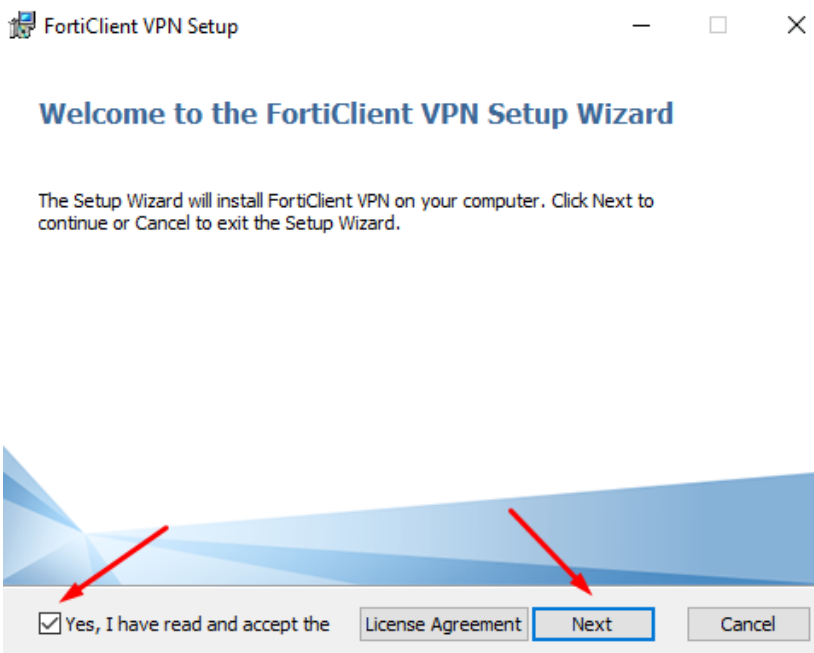 FortiClient VPN Setup
Welcome to the FortiClient VPN Setup Wizard
The Setup Wizard will install FortiClient VPN on your computer. Click Next to
continue or Cancel to exit the Setup Wizard.
Yes, I have read and accept the License Agreement Next Cancel